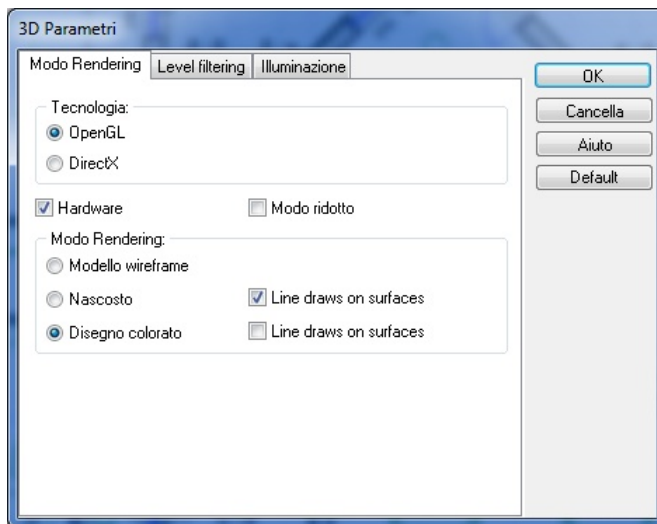 3D Parametri
Modo Rendering Level filtering Illuminazione
OK
Cancella
Aiuto
Default
Tecnologia:
OpenGL
DirectX
Hardware Modo ridotto
Modo Rendering:
Modello wireframe
Nascosto Line draws on surfaces
Disegno colorato Line draws on surfaces